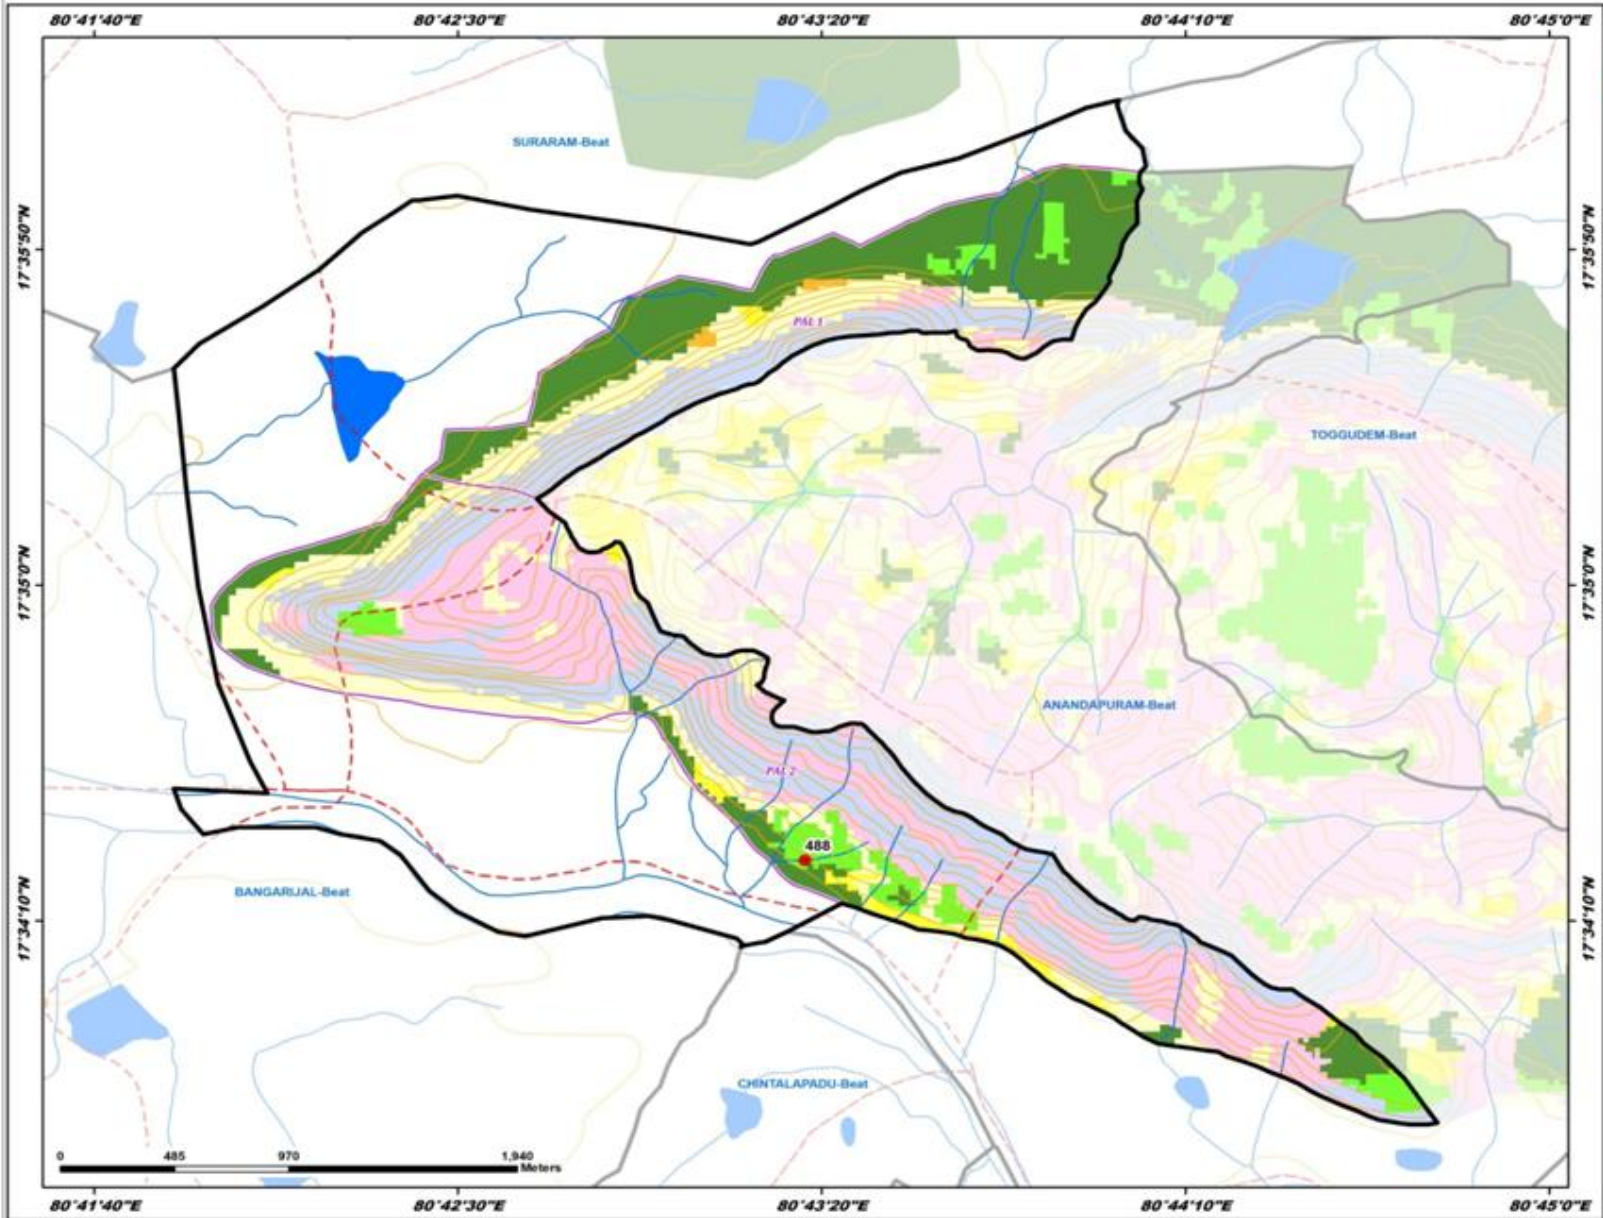 80°41'40"E 80°42'30"E 80°43'20"E 80°44'10"E 80°45'0"E
SURARAM-Beat
17°35'50"N 17°35'50"N
PAL 1
TOGGUDEM-Beat
17°35'0"N 17°35'0"N
ANANDAPURAM-Beat
PAL 2
488
BANGARIJAL-Beat
17°34'10"N 17°34'10"N
CHINTALAPADU-Beat
0 485 970 1,940
Meters
80°41'40"E 80°42'30"E 80°43'20"E 80°44'10"E 80°45'0"E